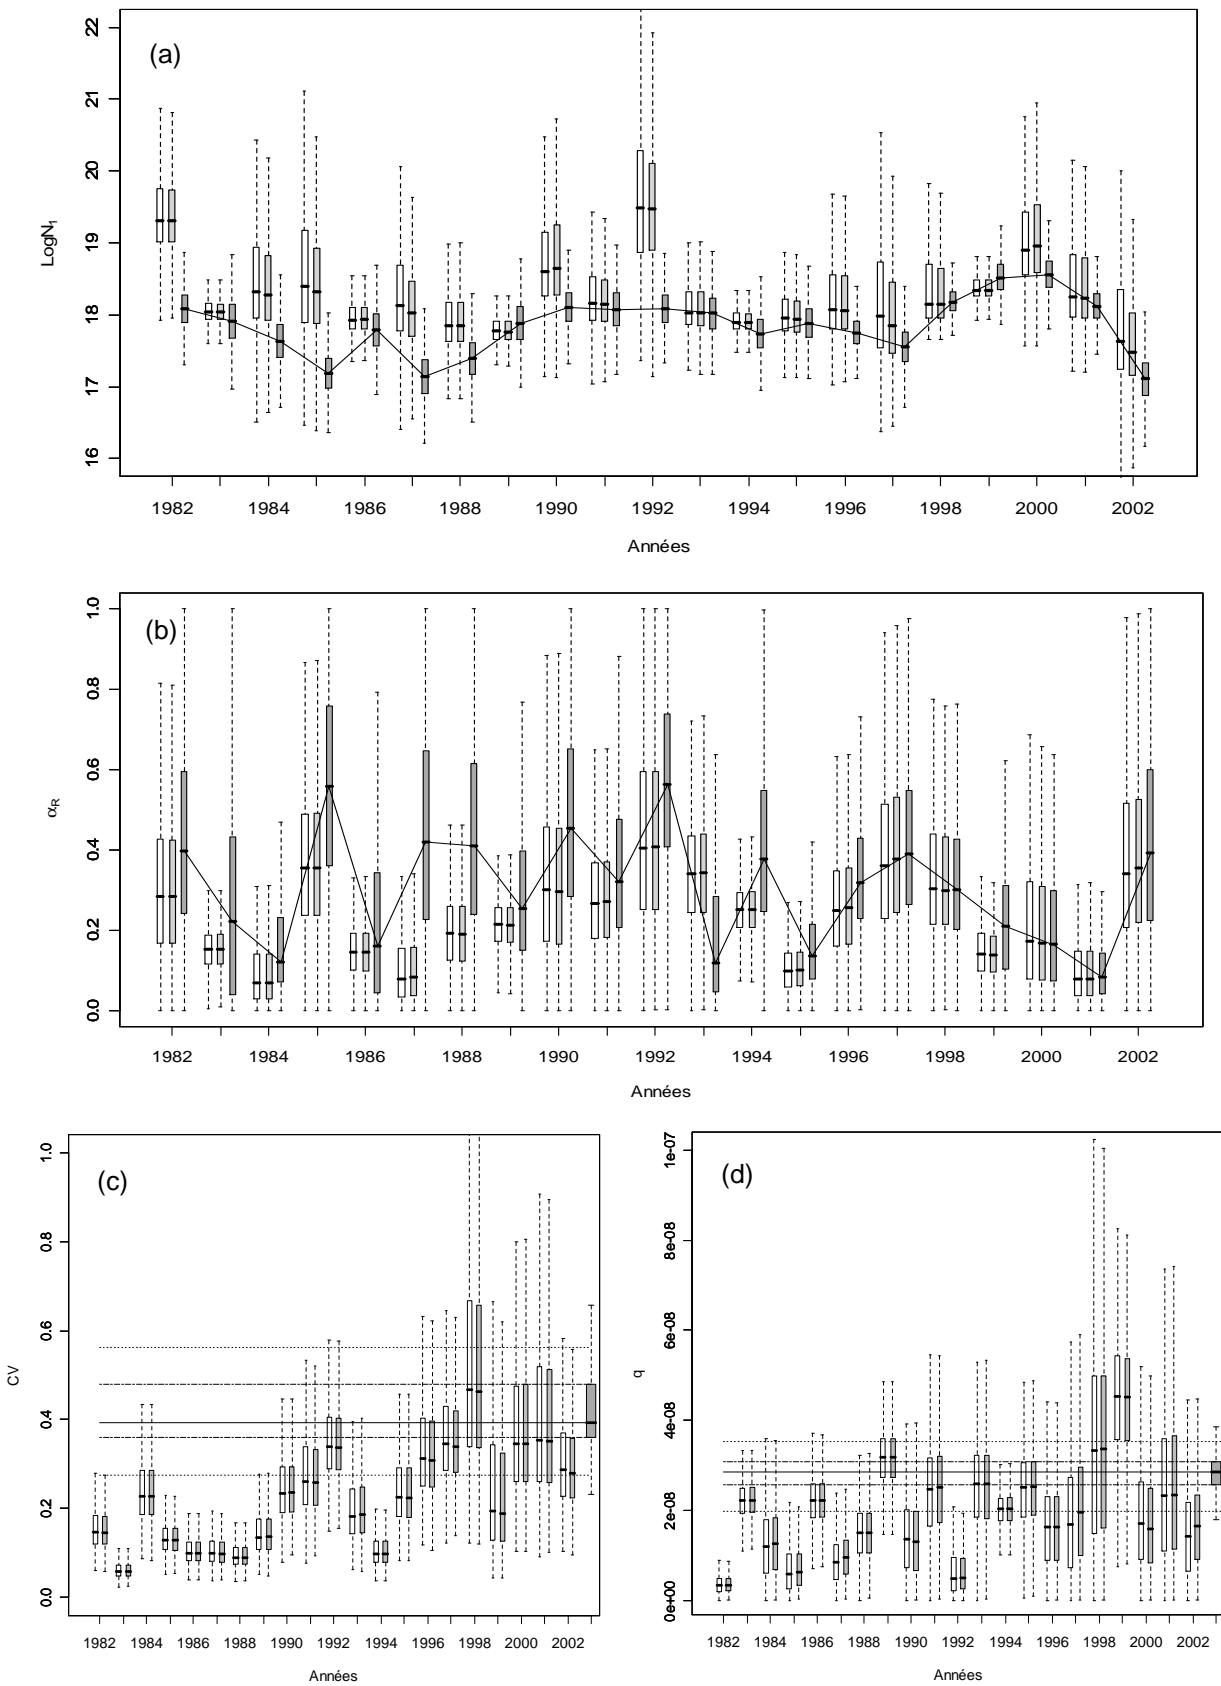 (a)
22
21
20
19
18
17
16
LogN1
1982 1984 1986 1988 1990 1992 1994 1996 1998 2000 2002
Années
(b)
1.0
0.8
0.6
0.4
0.2
0.0
αR
1982 1984 1986 1988 1990 1992 1994 1996 1998 2000 2002
Années
(c)
1.0
0.8
0.6
0.4
0.2
0.0
CV
1982 1984 1986 1988 1990 1992 1994 1996 1998 2000 2002
Années
(d)
1e-07
8e-08
6e-08
4e-08
2e-08
0e+00
q
1982 1984 1986 1988 1990 1992 1994 1996 1998 2000 2002
Années